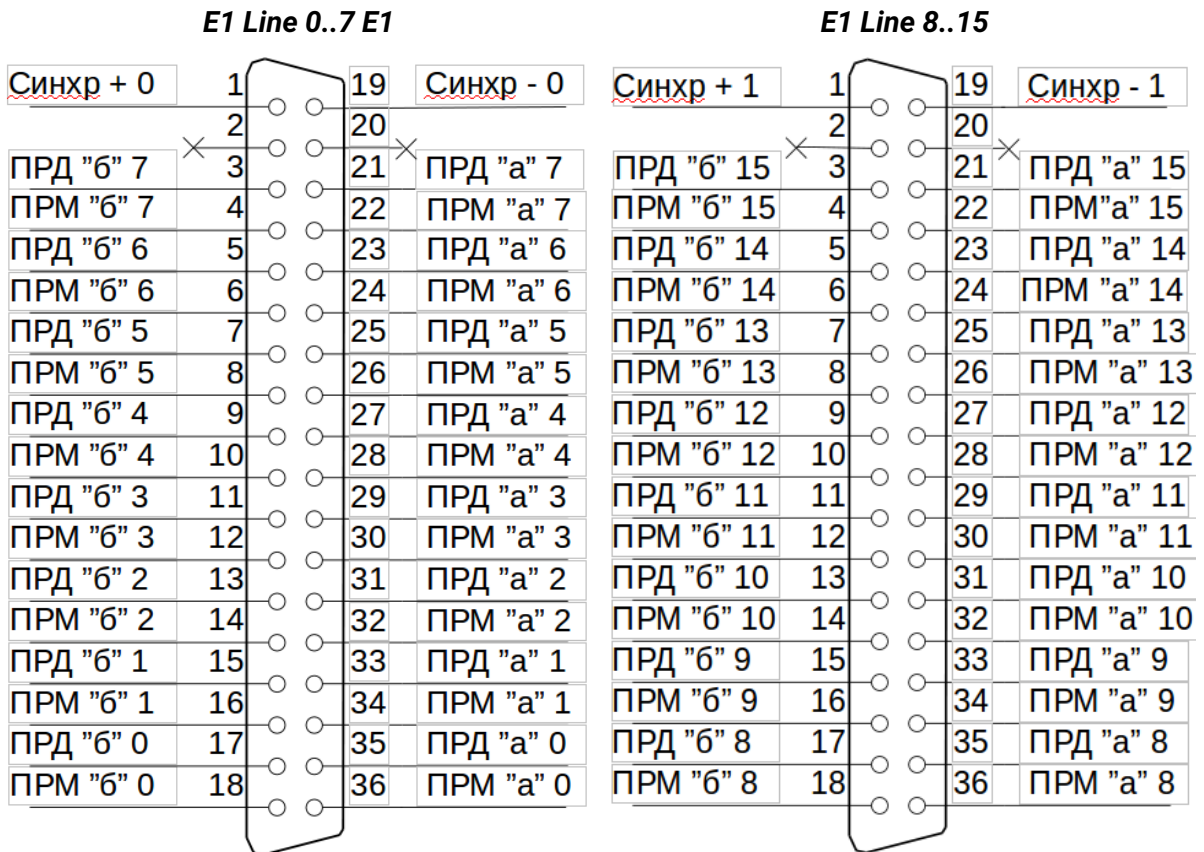 E1 Line 0..7 E1
Синхр + 0 1 19 Синхр - 0
2 20
ПРД ”б” 7 3 21 ПРД ”а” 7
ПРМ ”б” 7 4 22 ПРМ ”а” 7
ПРД ”б” 6 5 23 ПРД ”а” 6
ПРМ ”б” 6 6 24 ПРМ ”а” 6
ПРД ”б” 5 7 25 ПРД ”а” 5
ПРМ ”б” 5 8 26 ПРМ ”а” 5
ПРД ”б” 4 9 27 ПРД ”а” 4
ПРМ ”б” 4 10 28 ПРМ ”а” 4
ПРД ”б” 3 11 29 ПРД ”а” 3
ПРМ ”б” 3 12 30 ПРМ ”а” 3
ПРД ”б” 2 13 31 ПРД ”а” 2
ПРМ ”б” 2 14 32 ПРМ ”а” 2
ПРД ”б” 1 15 33 ПРД ”а” 1
ПРМ ”б” 1 16 34 ПРМ ”а” 1
ПРД ”б” 0 17 35 ПРД ”а” 0
ПРМ ”б” 0 18 36 ПРМ ”а” 0
E1 Line 8..15
Синхр + 1 1 19 Синхр - 1
2 20
ПРД ”б” 15 3 21 ПРД ”а” 15
ПРМ ”б” 15 4 22 ПРМ”а” 15
ПРД ”б” 14 5 23 ПРД ”а” 14
ПРМ ”б” 14 6 24 ПРМ ”а” 14
ПРД ”б” 13 7 25 ПРД ”а” 13
ПРМ ”б” 13 8 26 ПРМ ”а” 13
ПРД ”б” 12 9 27 ПРД ”а” 12
ПРМ ”б” 12 10 28 ПРМ ”а” 12
ПРД ”б” 11 11 29 ПРД ”а” 11
ПРМ ”б” 11 12 30 ПРМ ”а” 11
ПРД ”б” 10 13 31 ПРД ”а” 10
ПРМ ”б” 10 14 32 ПРМ ”а” 10
ПРД ”б” 9 15 33 ПРД ”а” 9
ПРМ ”б” 9 16 34 ПРМ ”а” 9
ПРД ”б” 8 17 35 ПРД ”а” 8
ПРМ ”б” 8 18 36 ПРМ ”а” 8